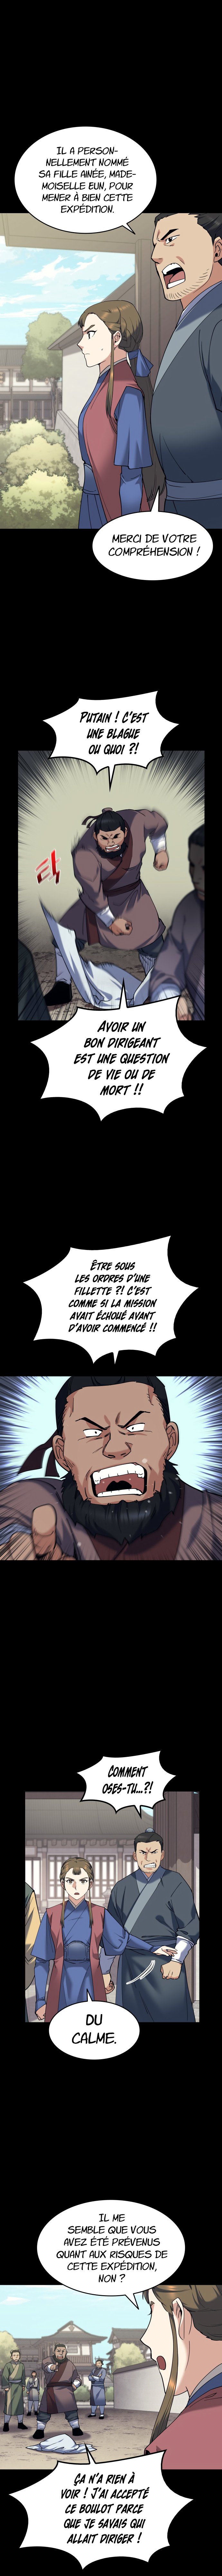 IL A PERSON-
NELLEMENT NOMMÉ
SA FILLE AINÉE, MADE-
MOISELLE EUN, POUR
MENER À BIEN CETTE
EXPÉDITION.
MERCI DE VOTRE
COMPRÉHENSION !
PUTAIN ! C'EST
UNE BLAGUE
OU QUOI ?!
AVOIR UN
BON DIRIGEANT
EST UNE QUESTION
DE VIE OU DE
MORT !!
ÊTRE SOUS
LES ORDRES D'UNE
FILLETTE ?! C'EST
COMME SI LA MISSION
AVAIT ÉCHOUÉ AVANT
D'AVOIR COMMENCÉ !!
COMMENT
OSES-TU...?!
DU
CALME.
IL ME
SEMBLE QUE VOUS
AVEZ ÉTÉ PRÉVENUS
QUANT AUX RISQUES DE
CETTE EXPÉDITION,
NON ?
ÇA N'A RIEN À
VOIR ! J'AI ACCEPTÉ
CE BOULOT PARCE
QUE JE SAVAIS QUI
ALLAIT DIRIGER !